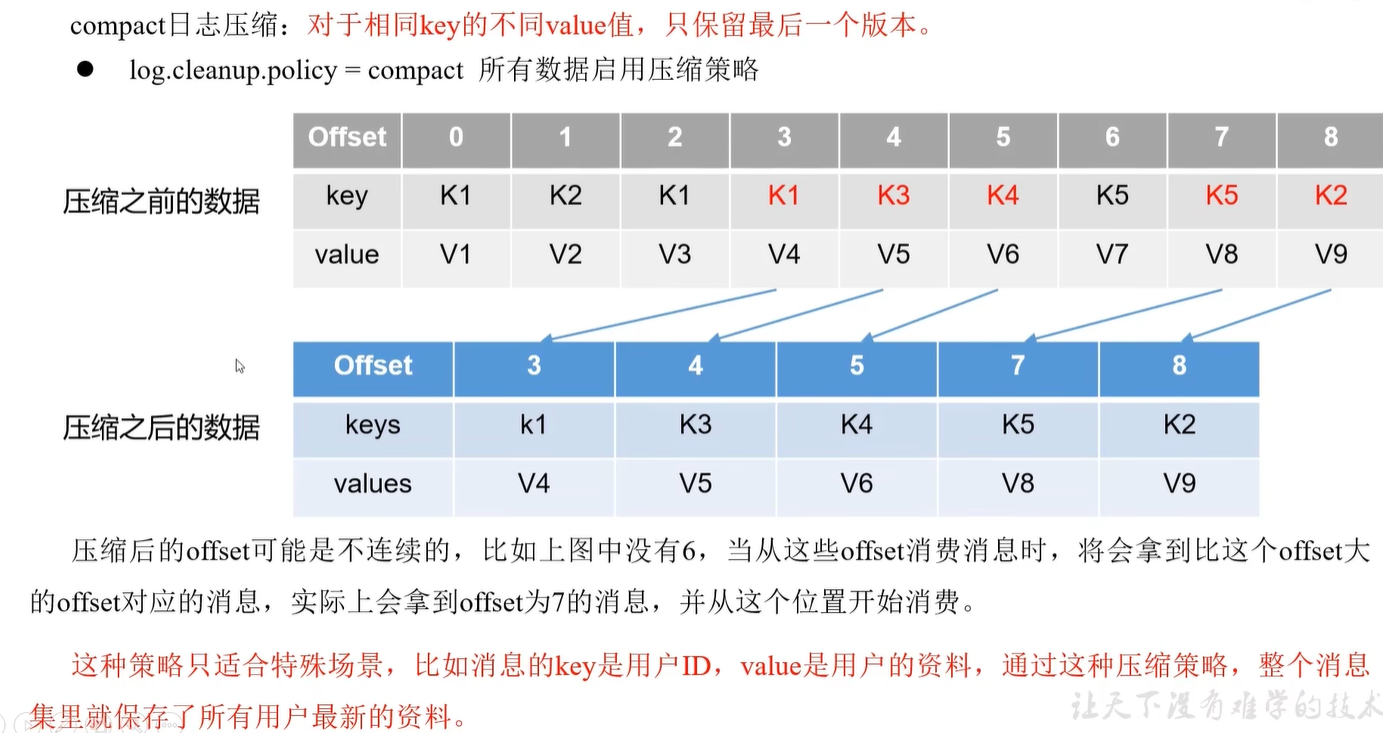 compact日志压缩：对于相同key的不同value值，只保留最后一个版本。
● log.cleanup.policy = compact 所有数据启用压缩策略
Offset 0 1 2 3 4 5 6 7 8
压缩之前的数据 key K1 K2 K1 K1 K3 K4 K5 K5 K2
value V1 V2 V3 V4 V5 V6 V7 V8 V9
Offset 3 4 5 7 8
压缩之后的数据 keys k1 K3 K4 K5 K2
values V4 V5 V6 V8 V9
压缩后的offset可能是不连续的，比如上图中没有6，当从这些offset消费消息时，将会拿到比这个offset大
的offset对应的消息，实际上会拿到offset为7的消息，并从这个位置开始消费。
这种策略只适合特殊场景，比如消息的key是用户ID，value是用户的资料，通过这种压缩策略，整个消息
集里就保存了所有用户最新的资料。
让天下没有难学的技术